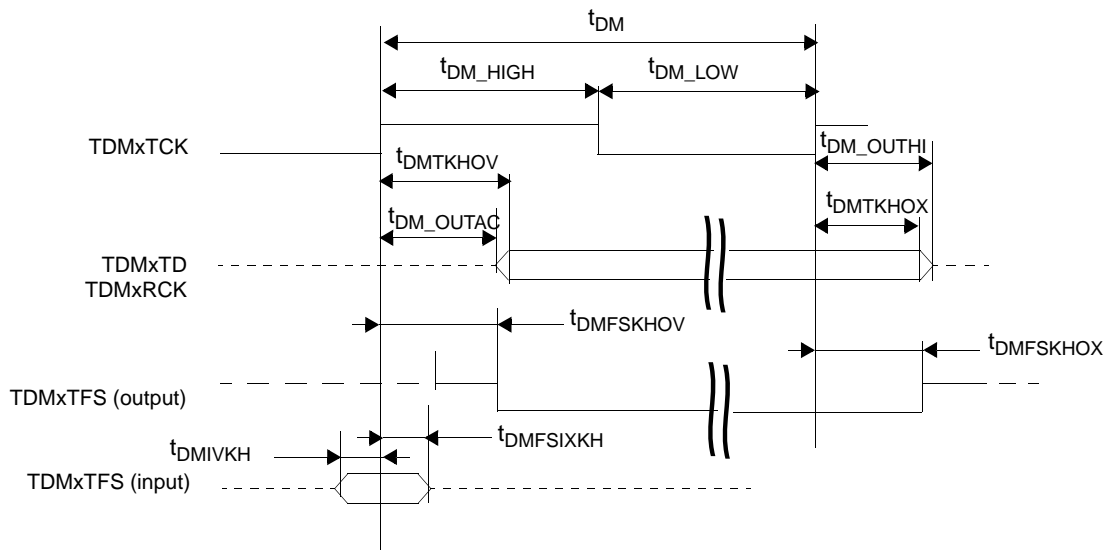 tDM
tDM_HIGH
tDM_LOW
TDMxTCK
tDM_OUTHI
tDMTKHOV
tDMTKHOX
tDM_OUTAC
TDMxTD
TDMxRCK
tDMFSKHOV
tDMFSKHOX
TDMxTFS (output)
tDMFSIXKH
tDMIVKH
TDMxTFS (input)